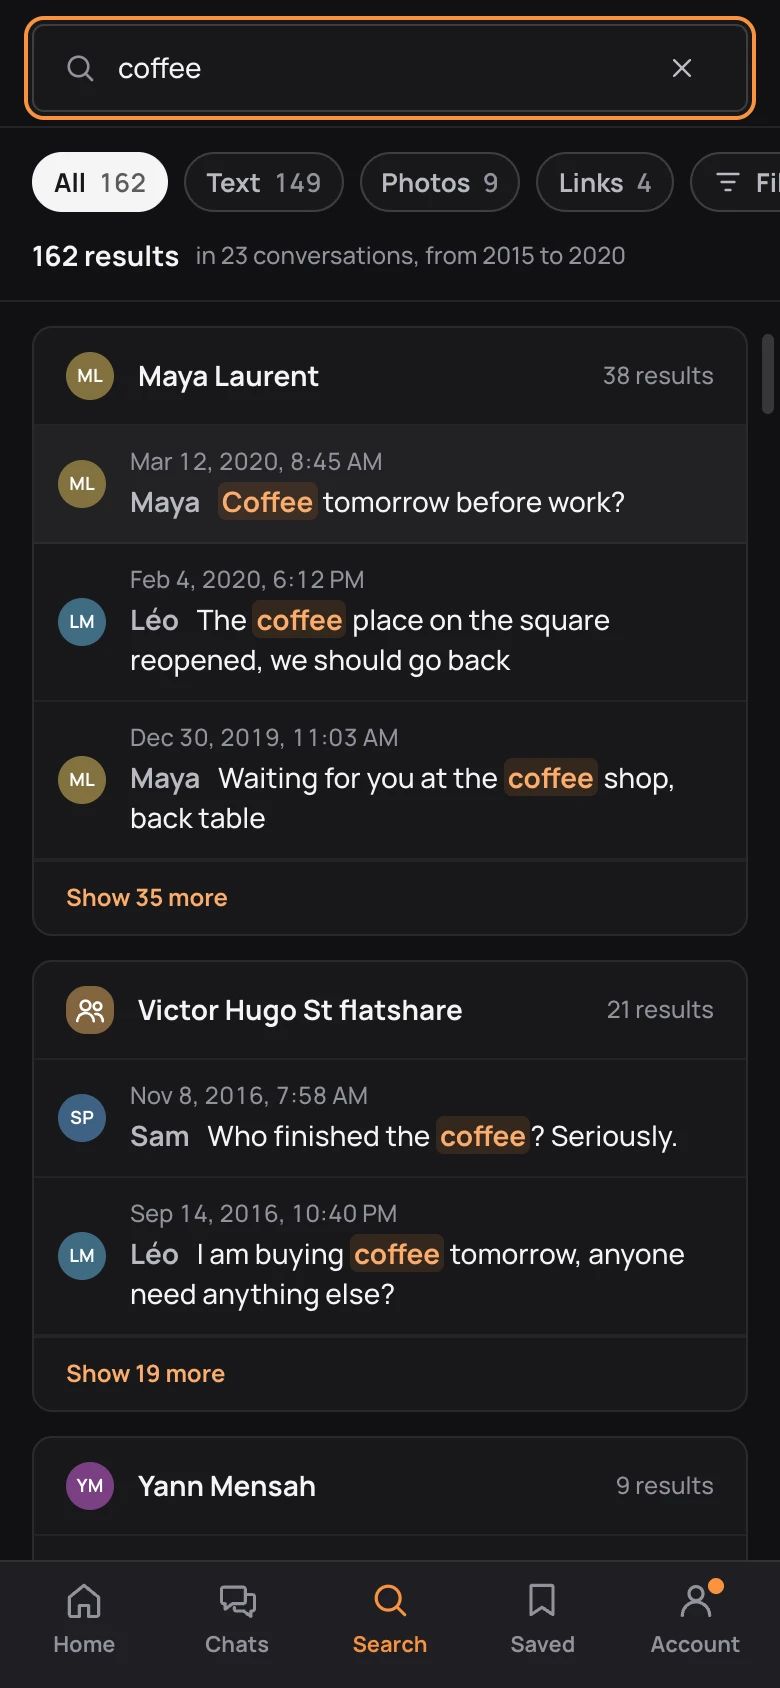 coffee
All 162 Text 149 Photos 9 Links 4
162 results in 23 conversations, from 2015 to 2020
ML Maya Laurent 38 results
Mar 12, 2020, 8:45 AM
ML Maya Coffee tomorrow before work?
Feb 4, 2020, 6:12 PM
LM Léo The coffee place on the square
reopened, we should go back
Dec 30, 2019, 11:03 AM
ML Maya Waiting for you at the coffee shop,
back table
Show 35 more
Victor Hugo St flatshare 21 results
Nov 8, 2016, 7:58 AM
SP Sam Who finished the coffee? Seriously.
Sep 14, 2016, 10:40 PM
LM Léo I am buying coffee tomorrow, anyone
need anything else?
Show 19 more
YM Yann Mensah 9 results
Home Chats Search Saved Account